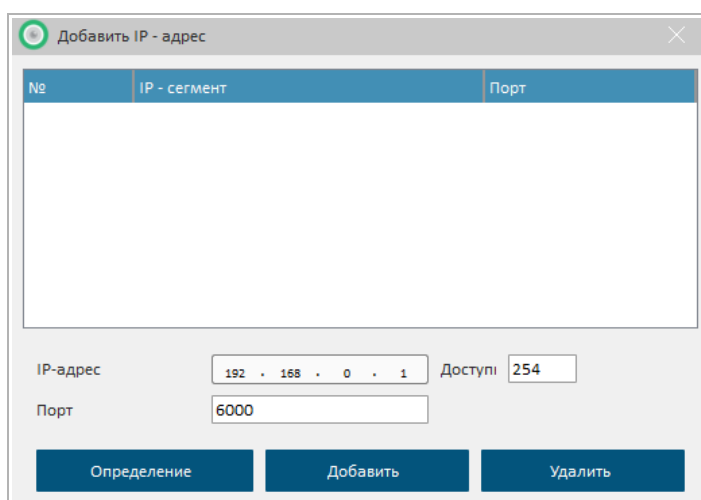 Добавить IP - адрес
№ IP - сегмент Порт
IP-адрес 192 . 168 . 0 . 1 Доступı 254
Порт 6000
Определение Добавить Удалить